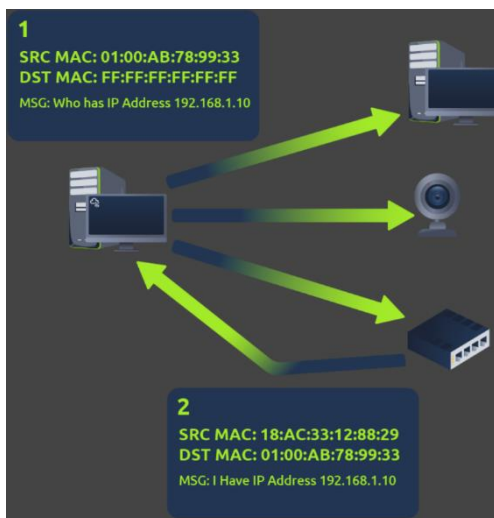 1
SRC MAC: 01:00:AB:78:99:33
DST MAC: FF:FF:FF:FF:FF:FF
MSG: Who has IP Address 192.168.1.10
2
SRC MAC: 18:AC:33:12:88:29
DST MAC: 01:00:AB:78:99:33
MSG: I Have IP Address 192.168.1.10